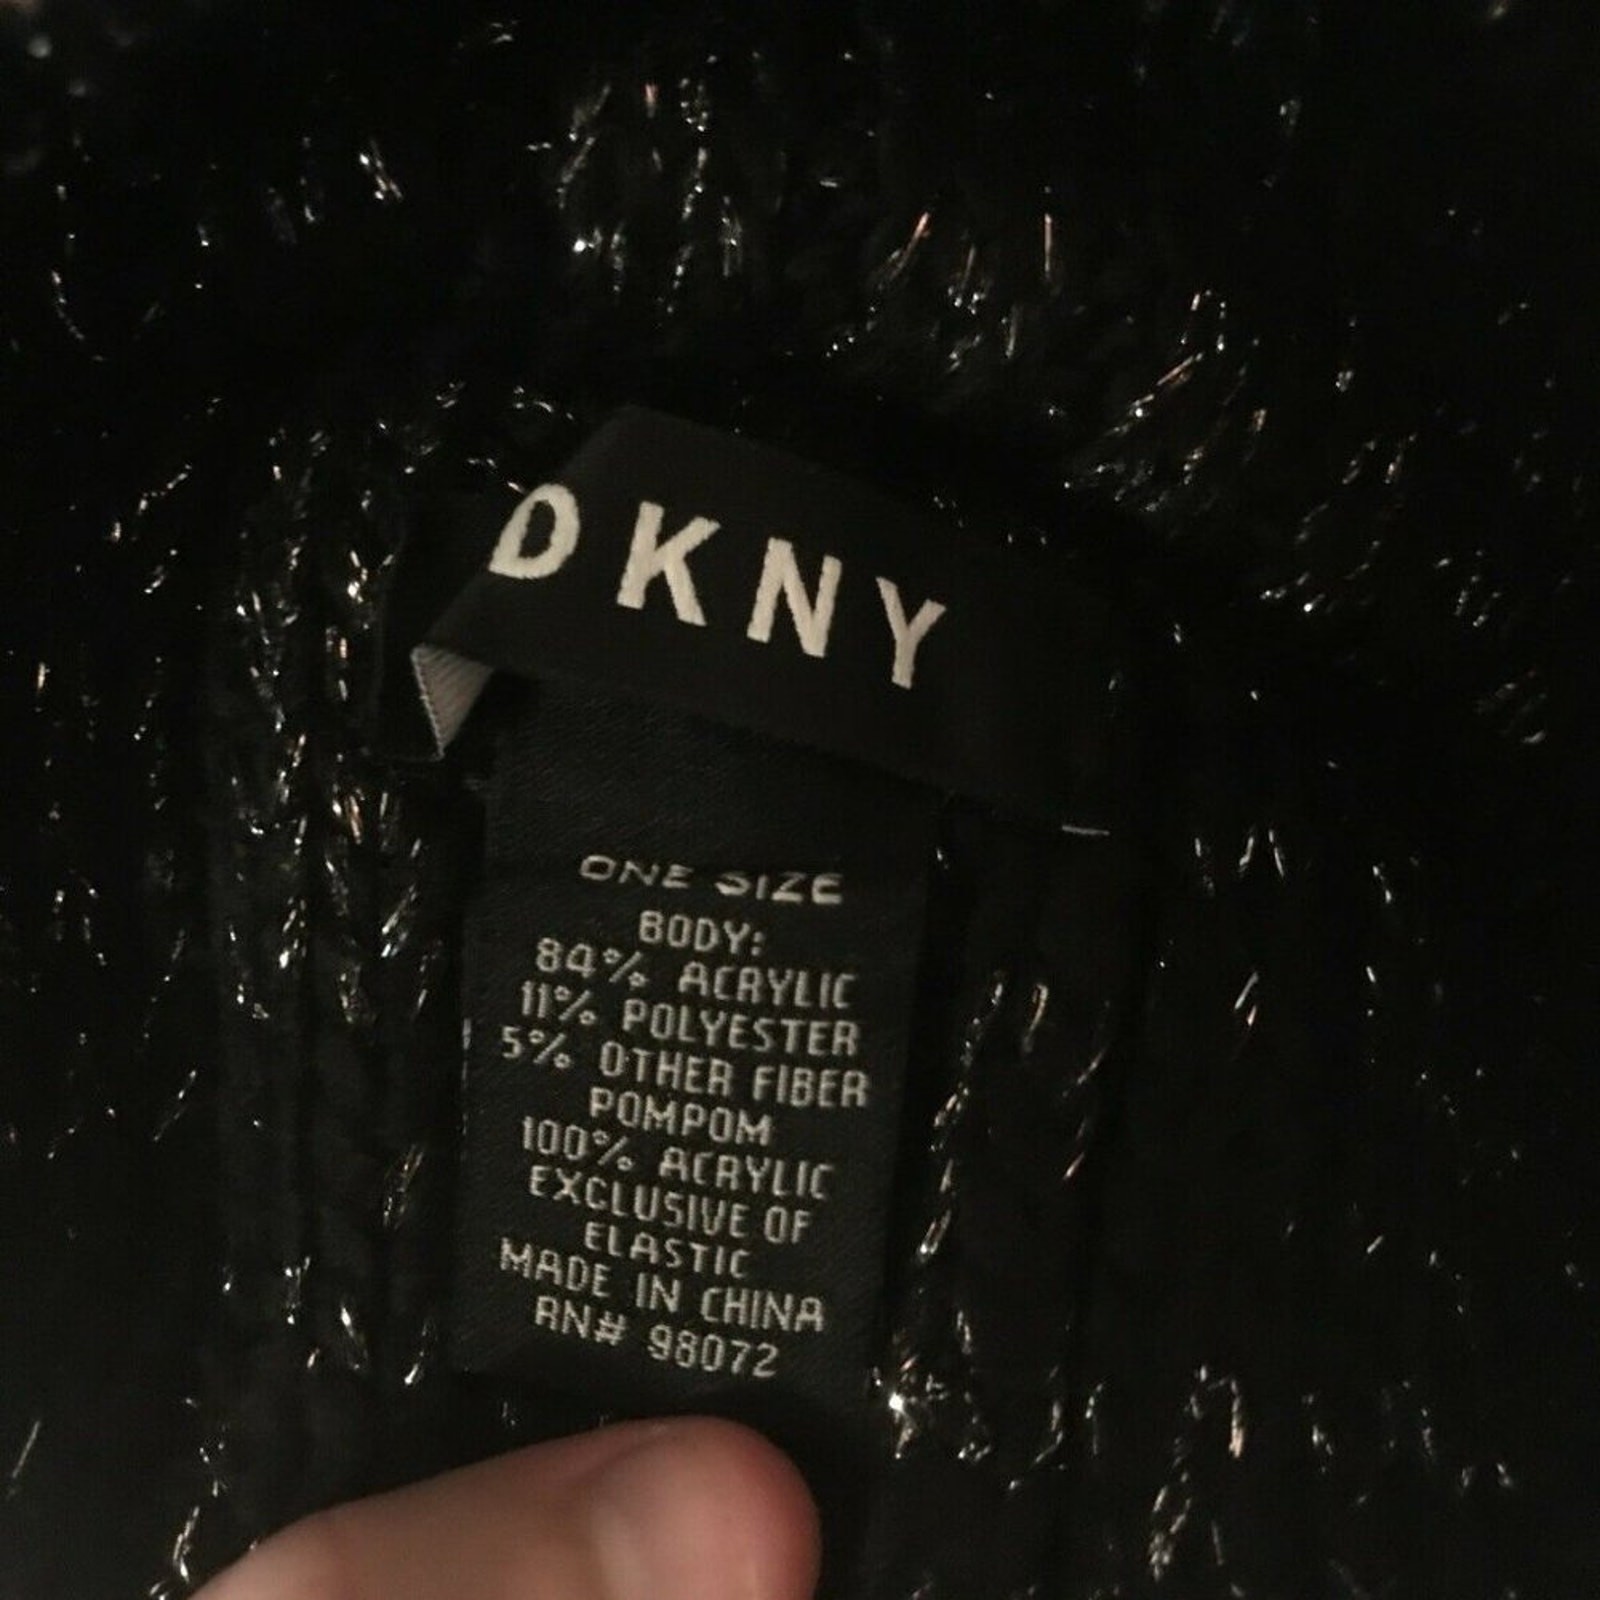 DKNY
ONE SIZE
BODY:
84% ACRYLIC
11% POLYESTER
5% OTHER FIBER
POMPOM
100% ACRYLIC
EXCLUSIVE OF
ELASTIC
MADE IN CHINA
RN# 98072